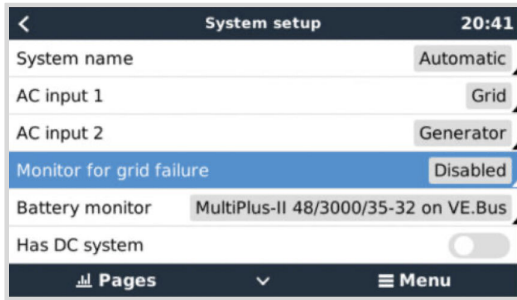 System setup 20:41
System name Automatic
AC input 1 Grid
AC input 2 Generator
Monitor for grid failure Disabled
Battery monitor MultiPlus-II 48/3000/35-32 on VE.Bus
Has DC system
Pages Menu